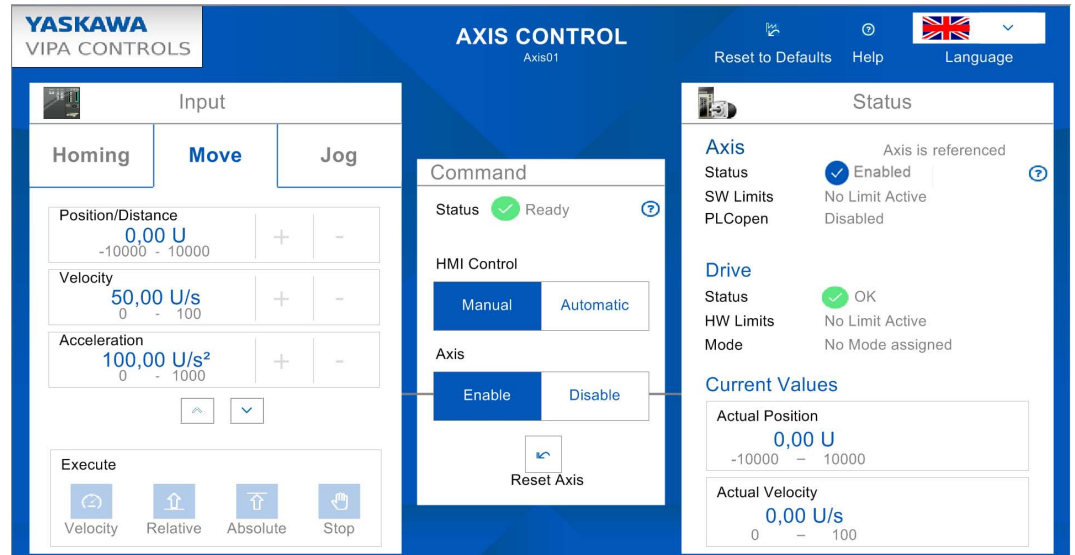 YASKAWA
VIPA CONTROLS
AXIS CONTROL
Axis01
Reset to Defaults
Help
Language
Input
Homing
Move
Jog
Position/Distance
0,00 U
-10000 - 10000
+ -
Velocity
50,00 U/s
0 - 100
+ -
Acceleration
100,00 U/s²
0 - 1000
+ -
Execute
Velocity
Relative
Absolute
Stop
Command
Status Ready
HMI Control
Manual
Automatic
Axis
Enable
Disable
Reset Axis
Status
Axis
Axis is referenced
Status Enabled
SW Limits No Limit Active
PLCopen Disabled
Drive
Status OK
HW Limits No Limit Active
Mode No Mode assigned
Current Values
Actual Position
0,00 U
-10000 – 10000
Actual Velocity
0,00 U/s
0 – 100